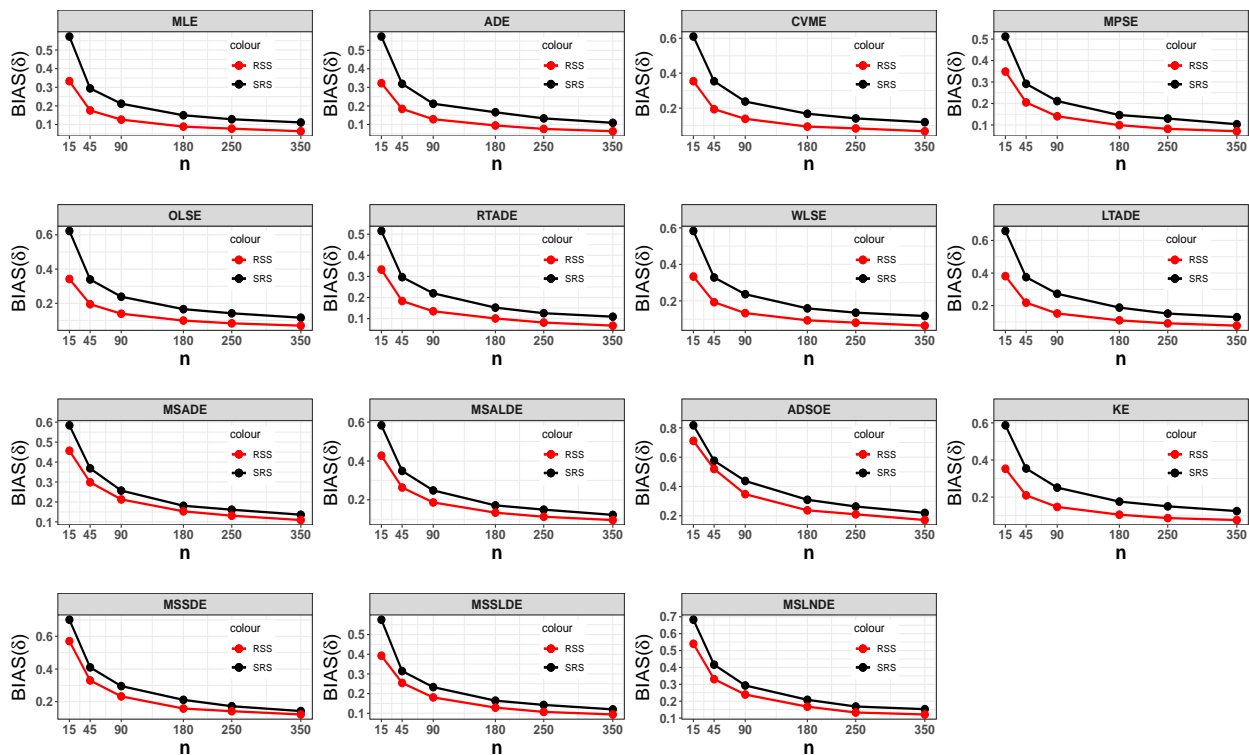 MLE
BIAS(δ)
0.5
0.4
0.3
0.2
0.1
colour
RSS
SRS
15 45 90 180 250 350
n
ADE
BIAS(δ)
0.5
0.4
0.3
0.2
0.1
colour
RSS
SRS
15 45 90 180 250 350
n
CVME
BIAS(δ)
0.6
0.4
0.2
colour
RSS
SRS
15 45 90 180 250 350
n
MPSE
BIAS(δ)
0.5
0.4
0.3
0.2
0.1
colour
RSS
SRS
15 45 90 180 250 350
n
OLSE
BIAS(δ)
0.6
0.4
0.2
colour
RSS
SRS
15 45 90 180 250 350
n
RTADE
BIAS(δ)
0.5
0.4
0.3
0.2
0.1
colour
RSS
SRS
15 45 90 180 250 350
n
WLSE
BIAS(δ)
0.6
0.4
0.2
colour
RSS
SRS
15 45 90 180 250 350
n
LTADE
BIAS(δ)
0.6
0.4
0.2
colour
RSS
SRS
15 45 90 180 250 350
n
MSADE
BIAS(δ)
0.6
0.5
0.4
0.3
0.2
0.1
colour
RSS
SRS
15 45 90 180 250 350
n
MSALDE
BIAS(δ)
0.6
0.4
0.2
colour
RSS
SRS
15 45 90 180 250 350
n
ADSOE
BIAS(δ)
0.8
0.6
0.4
0.2
colour
RSS
SRS
15 45 90 180 250 350
n
KE
BIAS(δ)
0.6
0.4
0.2
colour
RSS
SRS
15 45 90 180 250 350
n
MSSDE
BIAS(δ)
0.6
0.4
0.2
colour
RSS
SRS
15 45 90 180 250 350
n
MSSLDE
BIAS(δ)
0.5
0.4
0.3
0.2
0.1
colour
RSS
SRS
15 45 90 180 250 350
n
MSLNDE
BIAS(δ)
0.7
0.6
0.5
0.4
0.3
0.2
0.1
colour
RSS
SRS
15 45 90 180 250 350
n